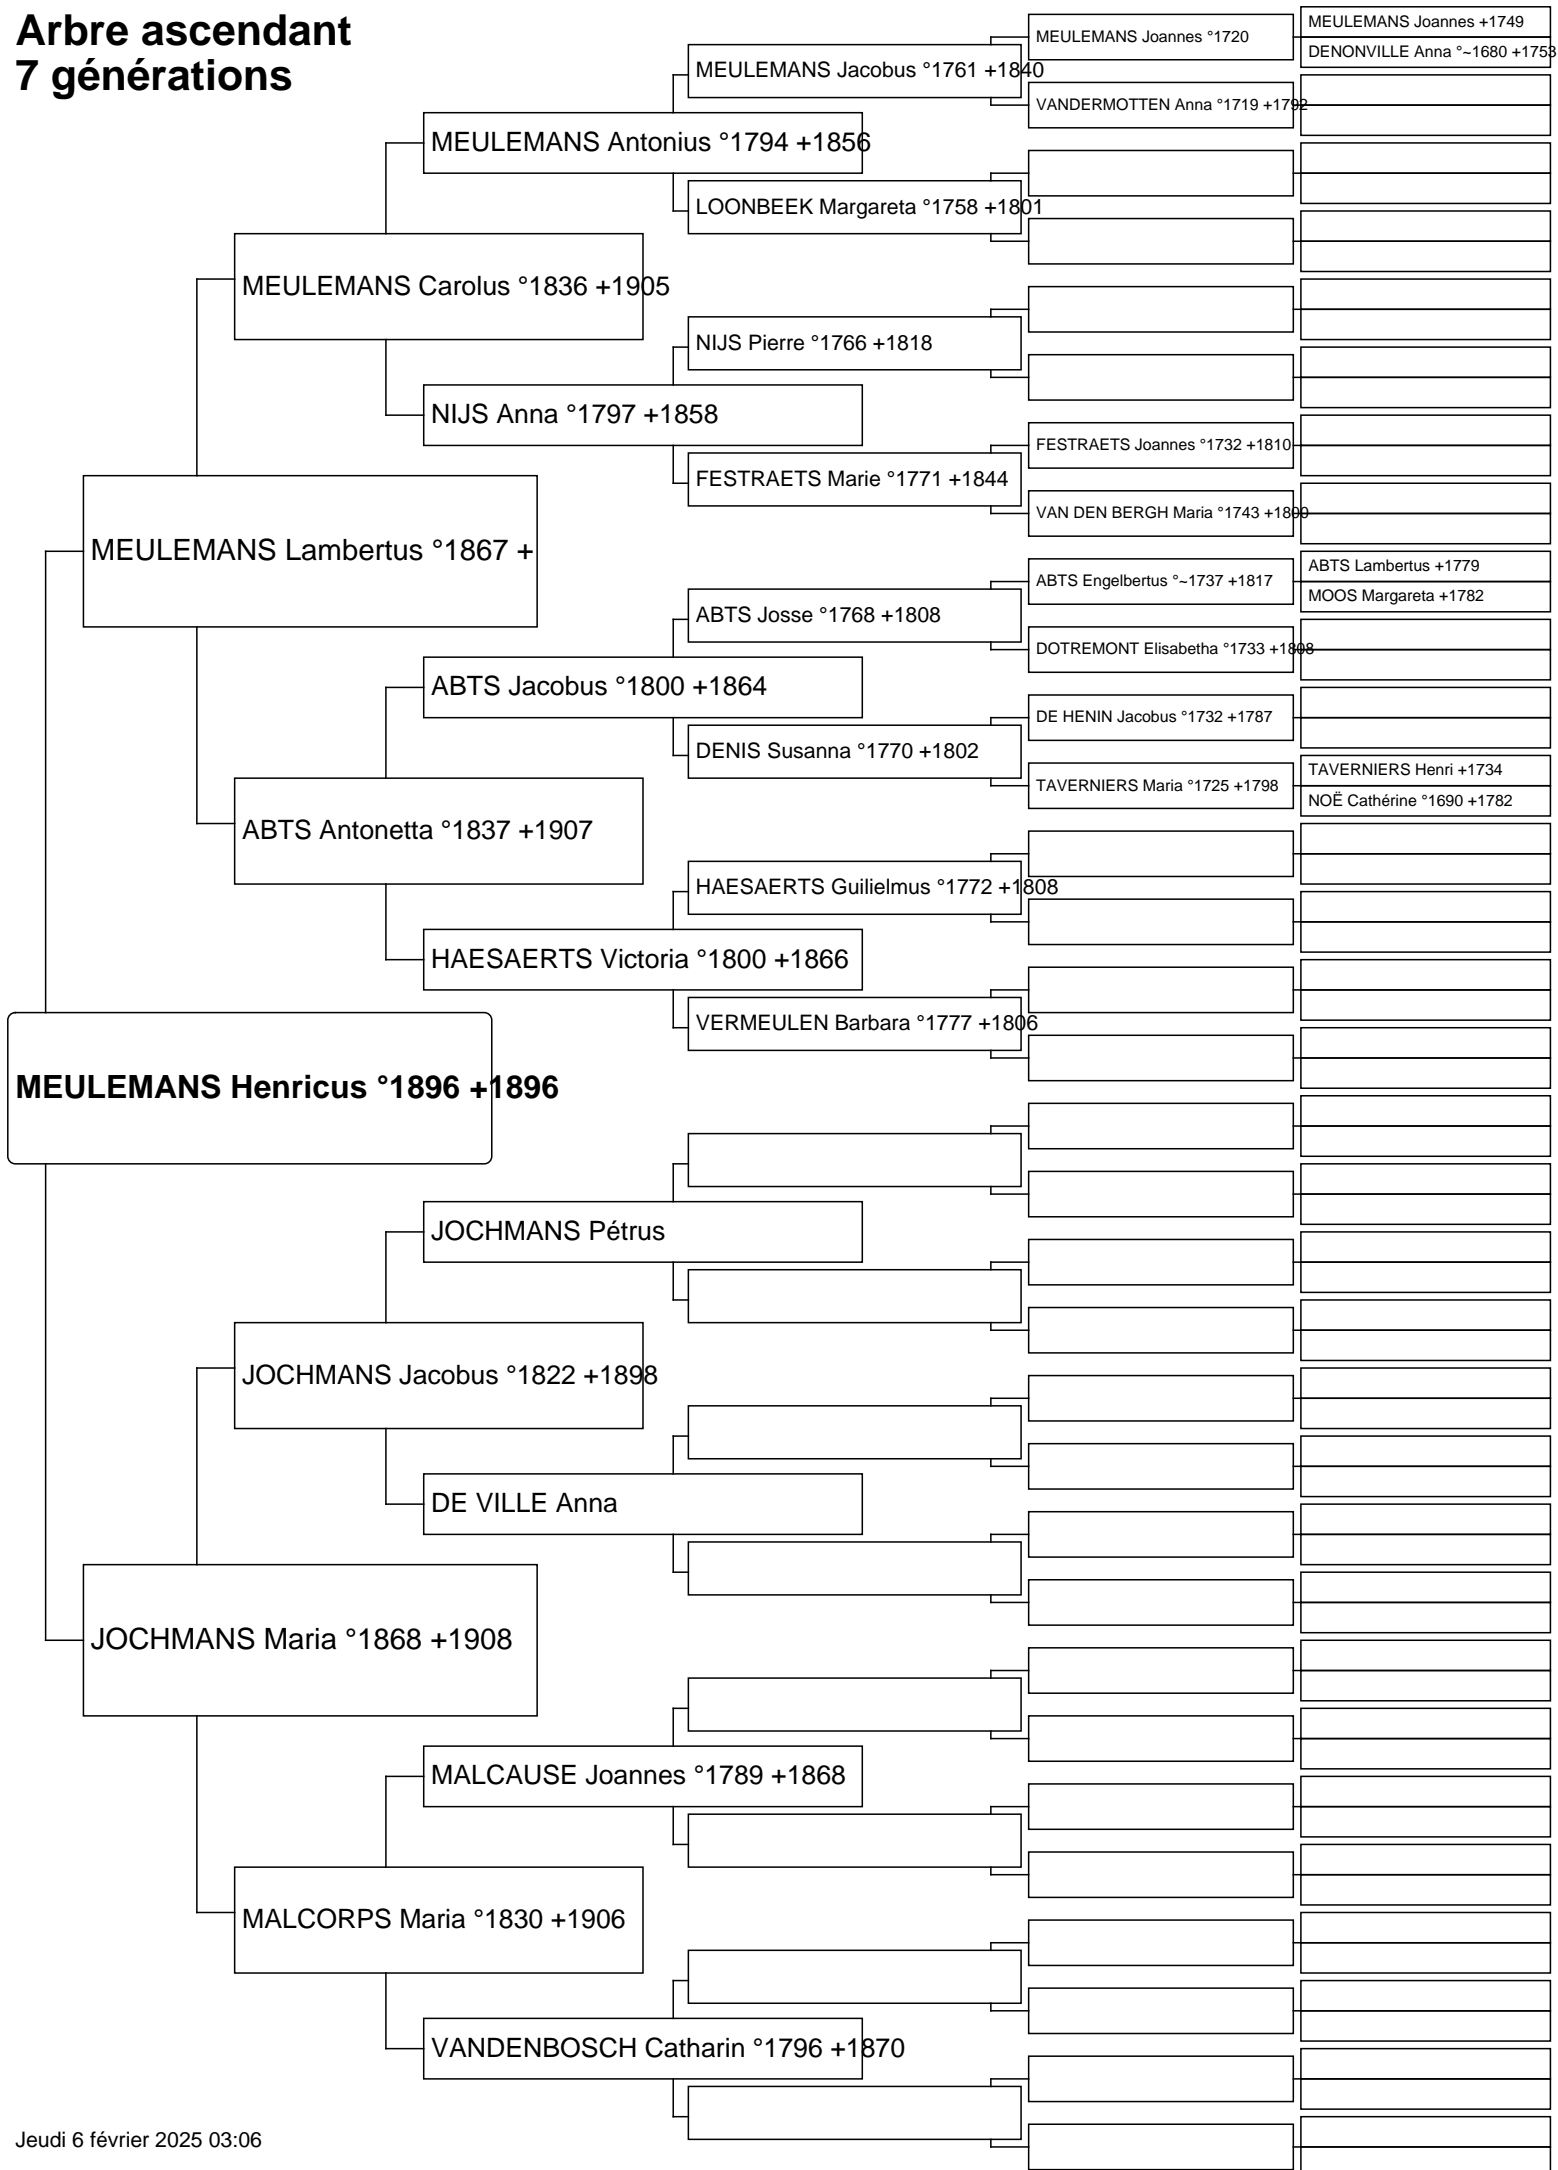 Arbre ascendant
7 générations
MEULEMANS Joannes °1720
MEULEMANS Joannes +1749
DENONVILLE Anna °~1680 +1753
MEULEMANS Jacobus °1761 +1840
VANDERMOTTEN Anna °1719 +1792
MEULEMANS Antonius °1794 +1856
LOONBEEK Margareta °1758 +1801
MEULEMANS Carolus °1836 +1905
NIJS Pierre °1766 +1818
NIJS Anna °1797 +1858
FESTRAETS Joannes °1732 +1810
FESTRAETS Marie °1771 +1844
VAN DEN BERGH Maria °1743 +1800
MEULEMANS Lambertus °1867 +
ABTS Engelbertus °~1737 +1817
ABTS Lambertus +1779
MOOS Margareta +1782
ABTS Josse °1768 +1808
DOTREMONT Elisabetha °1733 +1808
ABTS Jacobus °1800 +1864
DE HENIN Jacobus °1732 +1787
DENIS Susanna °1770 +1802
TAVERNIERS Maria °1725 +1798
TAVERNIERS Henri +1734
NOË Cathérine °1690 +1782
ABTS Antonetta °1837 +1907
HAESAERTS Guilielmus °1772 +1808
HAESAERTS Victoria °1800 +1866
VERMEULEN Barbara °1777 +1806
MEULEMANS Henricus °1896 +1896
JOCHMANS Pétrus
JOCHMANS Jacobus °1822 +1898
DE VILLE Anna
JOCHMANS Maria °1868 +1908
MALCAUSE Joannes °1789 +1868
MALCORPS Maria °1830 +1906
VANDENBOSCH Catharin °1796 +1870
Jeudi 6 février 2025 03:06